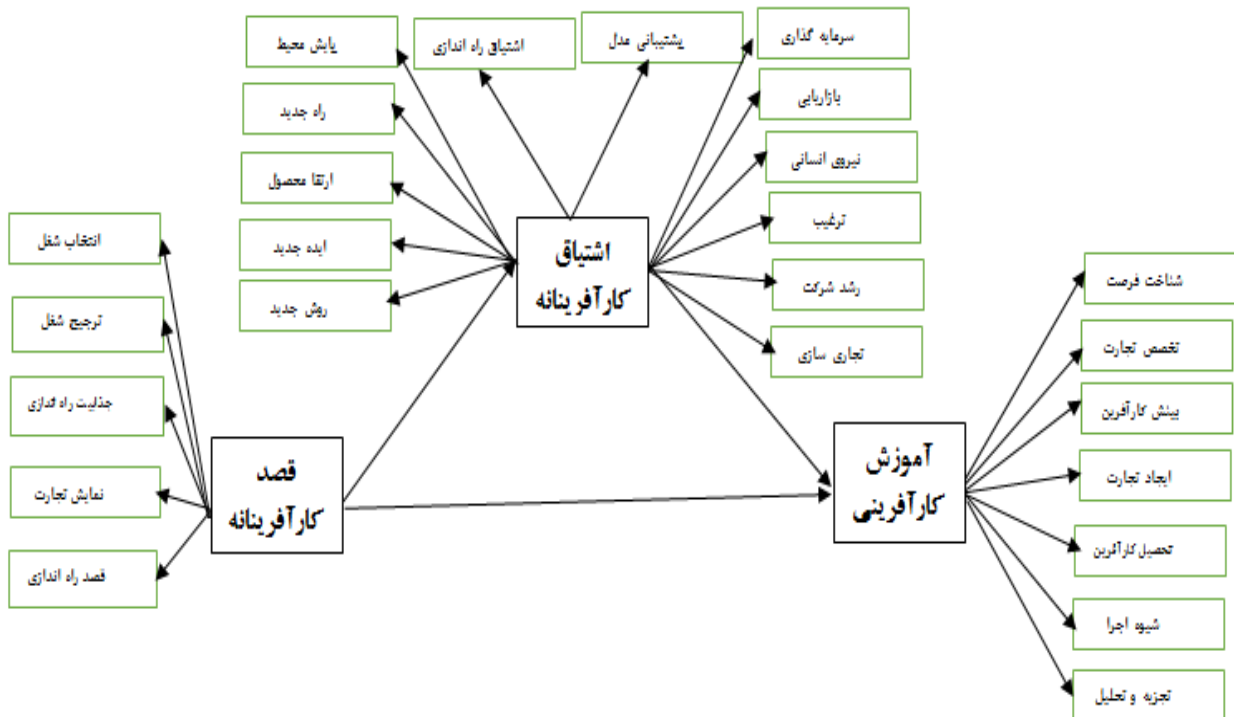 پایش محیط
اشتیاق راه اندازی
پشتیبانی مدل
سرمایه گذاری
راه جدید
بازاریابی
ارتقا محصول
نیروی انسانی
ایده جدید
ترغیب
روش جدید
رشد شرکت
تجاری سازی
اشتیاق
کارآفرینانه
انتخاب شغل
ترجیح شغل
جذابیت راه اندازی
نمایش تجارت
قصد راه اندازی
قصد
کارآفرینانه
آموزش
کارآفرینی
شناخت فرصت
تخصص تجارت
بینش کارآفرین
ایجاد تجارت
تحصیل کارآفرین
شیوه اجرا
تجزیه و تحلیل